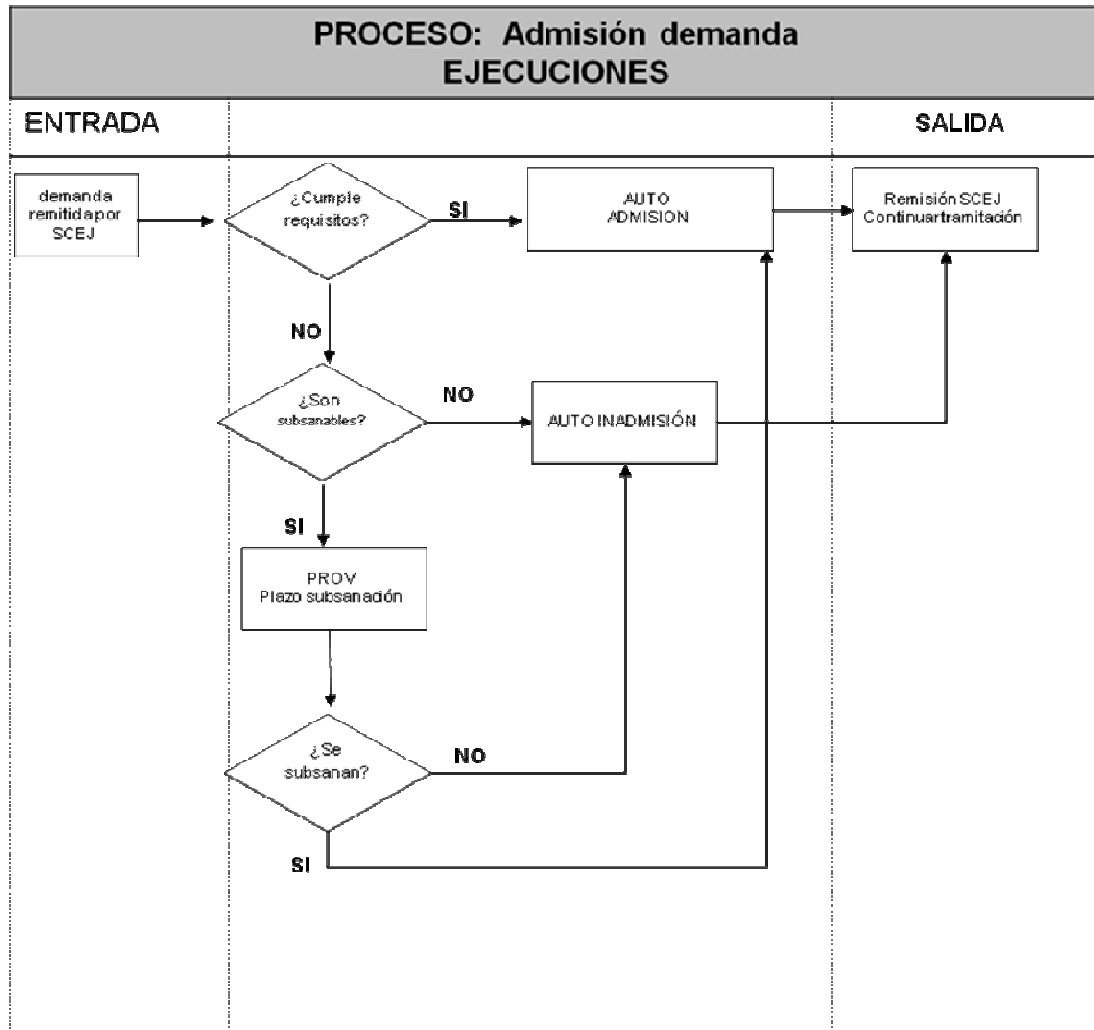 PROCESO: Admisión demanda
EJECUCIONES
ENTRADA
SALIDA
demanda
remitida por
SCEJ
¿Cumple
requisitos?
SI
AUTO
ADMISION
Remisión SCEJ
Continuar tramitación
NO
¿Son
subsanables?
NO
AUTO INADMISIÓN
SI
PROV
Plazo subsanación
¿Se
subsanan?
NO
SI